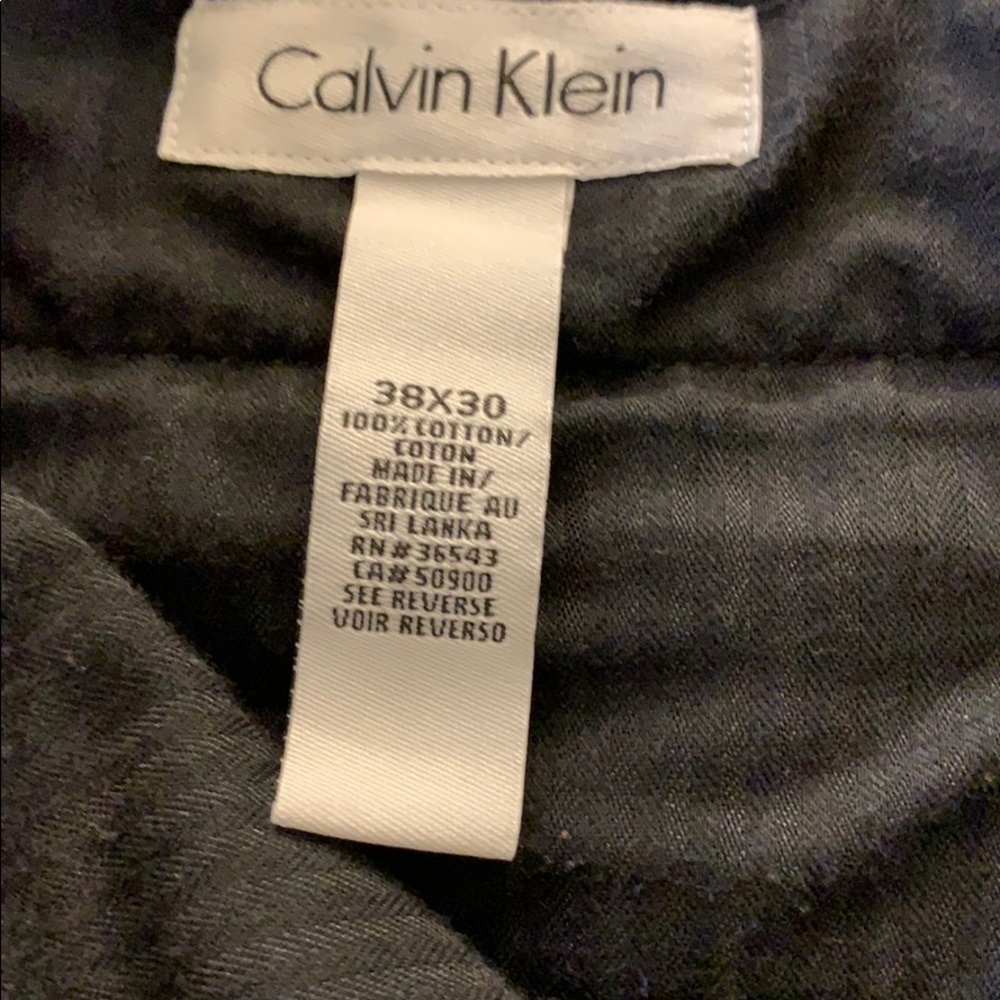 Calvin Klein
38X30
100% COTTON/
COTON
MADE IN/
FABRIQUE AU
SRI LANKA
RN#36543
CA#50900
SEE REVERSE
VOIR REVERSO